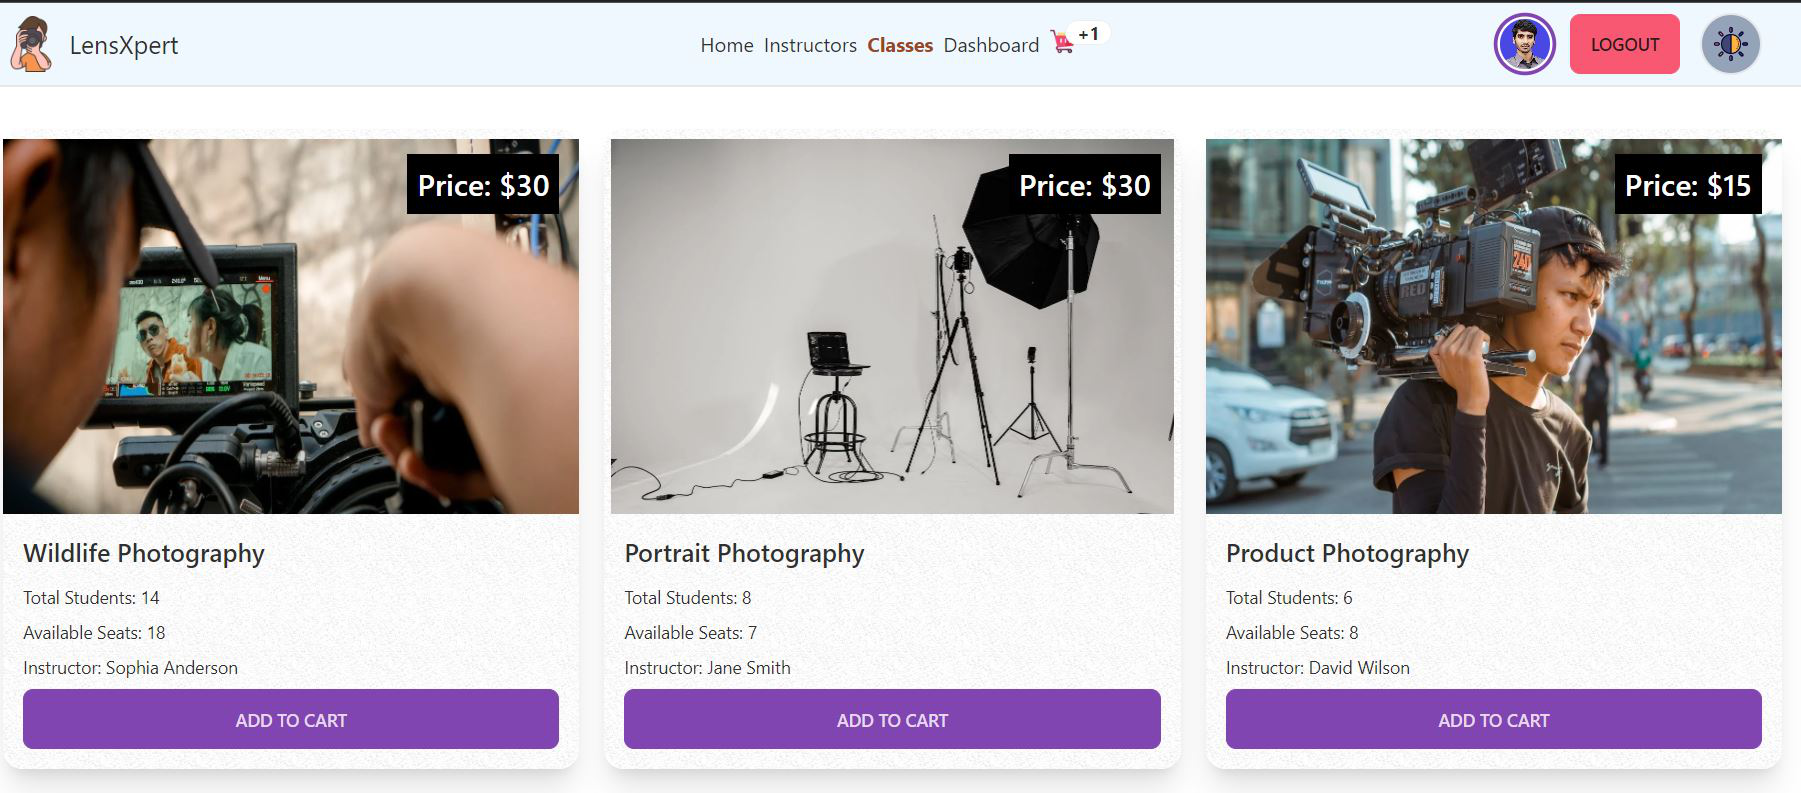 LensXpert
Home Instructors Classes Dashboard +1
LOGOUT
Price: $30
Price: $30
Price: $15
240
RED
Wildlife Photography
Total Students: 14
Available Seats: 18
Instructor: Sophia Anderson
ADD TO CART
Portrait Photography
Total Students: 8
Available Seats: 7
Instructor: Jane Smith
ADD TO CART
Product Photography
Total Students: 6
Available Seats: 8
Instructor: David Wilson
ADD TO CART